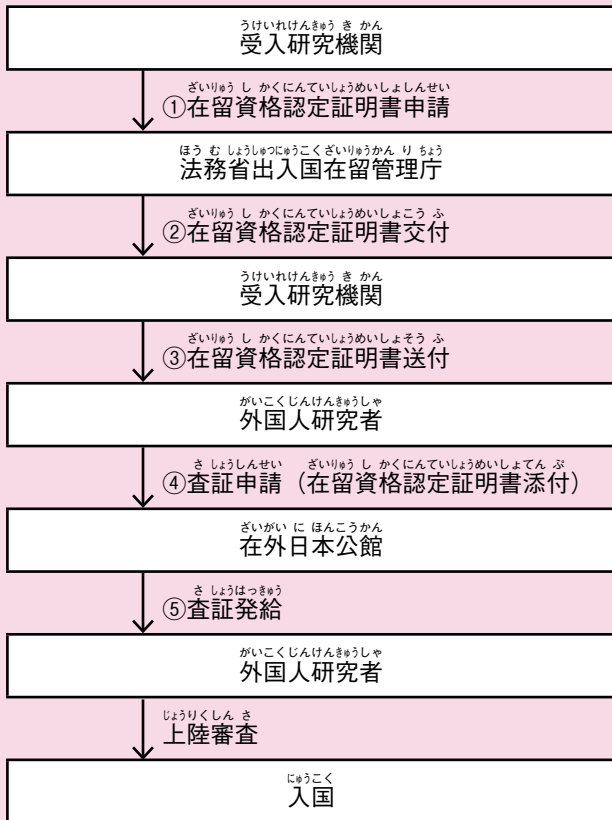 うけいれけんきゅう き かん
受入研究機関
ざいりゅう し かくにんていしょうめいしょしんせい
①在留資格認定証明書申請
ほう む しょうしゅつにゅうこくざいりゅうかん り ちょう
法務省出入国在留管理庁
ざいりゅう し かくにんていしょうめいしょこう ふ
②在留資格認定証明書交付
うけいれけんきゅう き かん
受入研究機関
ざいりゅう し かくにんていしょうめいしょそう ふ
③在留資格認定証明書送付
がいこくじんけんきゅうしゃ
外国人研究者
さ しょうしんせい ざいりゅう し かくにんていしょうめいしょてん ぷ
④査証申請（在留資格認定証明書添付）
ざいがい に ほんこうかん
在外日本公館
さ しょうはっきゅう
⑤査証発給
がいこくじんけんきゅうしゃ
外国人研究者
じょうりくしん さ
上陸審査
にゅうこく
入国